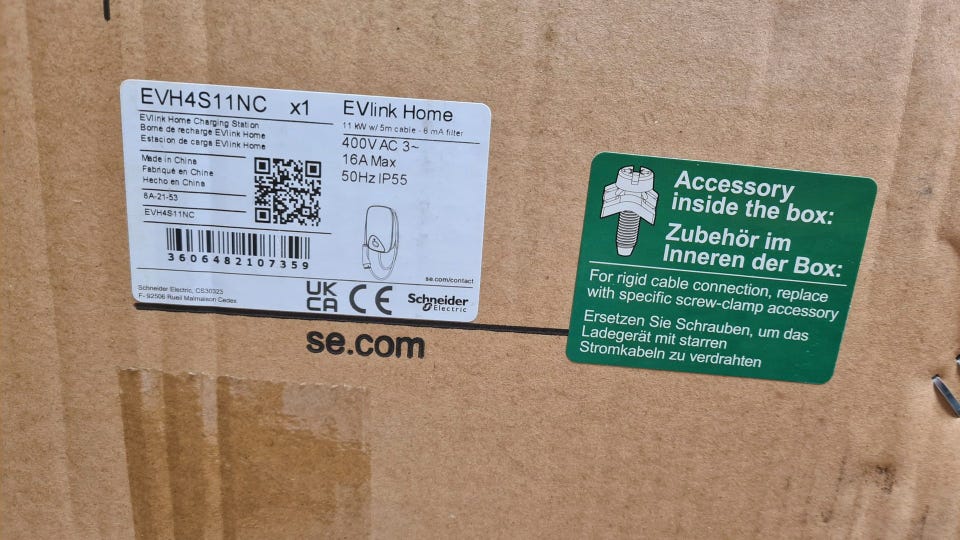 EVH4S11NC x1
EVlink Home Charging Station
Borne de recharge EVlink Home
Estacion de carga EVlink Home
Made in China
Fabriqué en Chine
Hecho en China
8A-21-53
EVH4S11NC
3606482107359
Schneider Electric, CS30323
F- 92506 Rueil Malmaison Cedex
EVlink Home
11 kW w/ 5m cable - 6 mA filter
400V AC 3~
16A Max
50Hz IP55
se.com/contact
UK
CA CE
Schneider
Electric
se.com
Accessory
inside the box:
Zubehör im
Inneren der Box:
For rigid cable connection, replace
with specific screw-clamp accessory
Ersetzen Sie Schrauben, um das
Ladegerät mit starren
Stromkabeln zu verdrahten